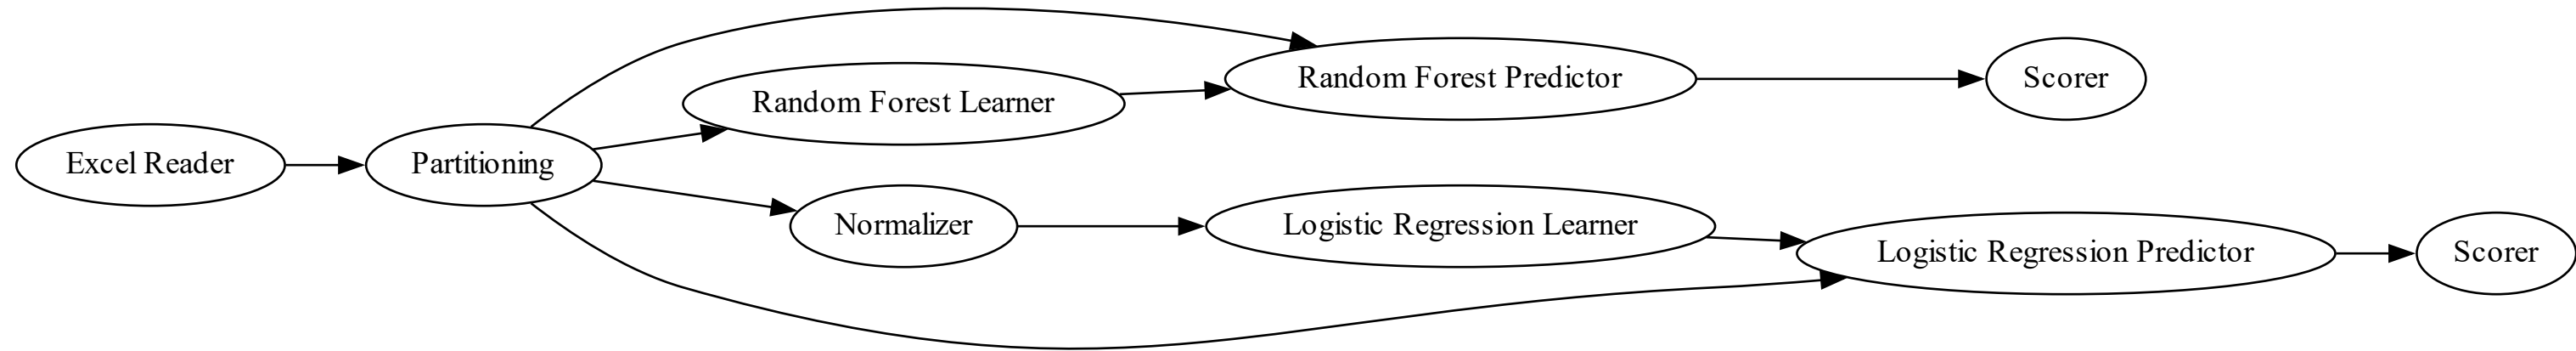 Excel Reader
Partitioning
Random Forest Learner
Random Forest Predictor
Scorer
Normalizer
Logistic Regression Learner
Logistic Regression Predictor
Scorer